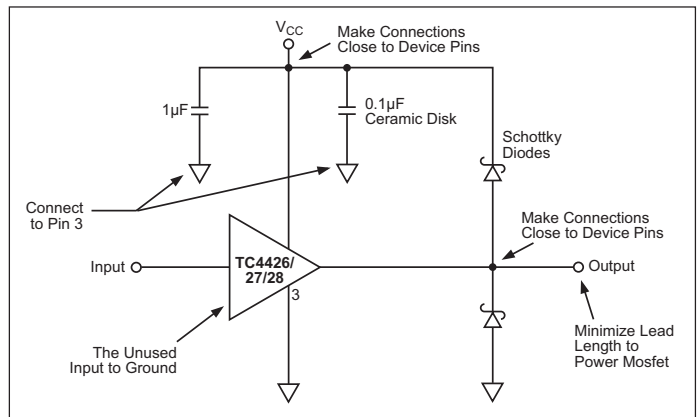 VCC
Make Connections
Close to Device Pins
1µF
0.1µF
Ceramic Disk
Schottky
Diodes
Connect
to Pin 3
Make Connections
Close to Device Pins
Input
TC4426/
27/28
3
Output
The Unused
Input to Ground
Minimize Lead
Length to
Power Mosfet